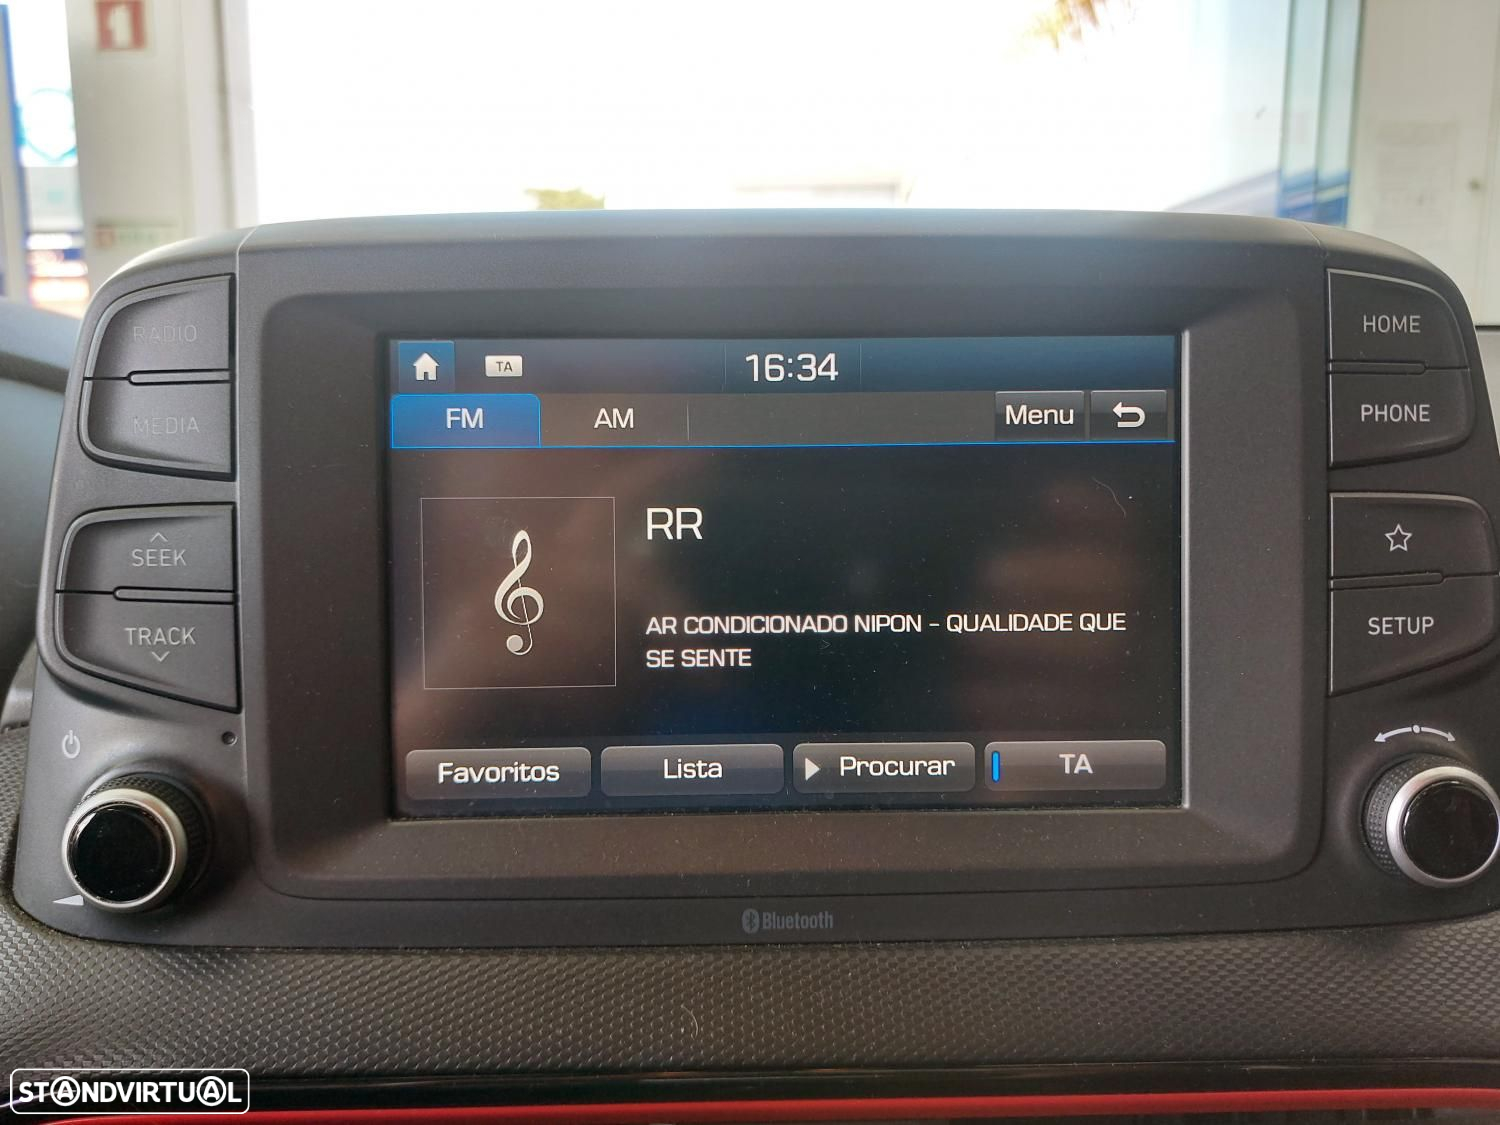 1
RADIO
MEDIA
SEEK
TRACK
TA
16:34
FM
AM
Menu
RR
AR CONDICIONADO NIPON - QUALIDADE QUE
SE SENTE
Favoritos
Lista
Procurar
TA
HOME
PHONE
SETUP
Bluetooth
STANDVIRTUAL